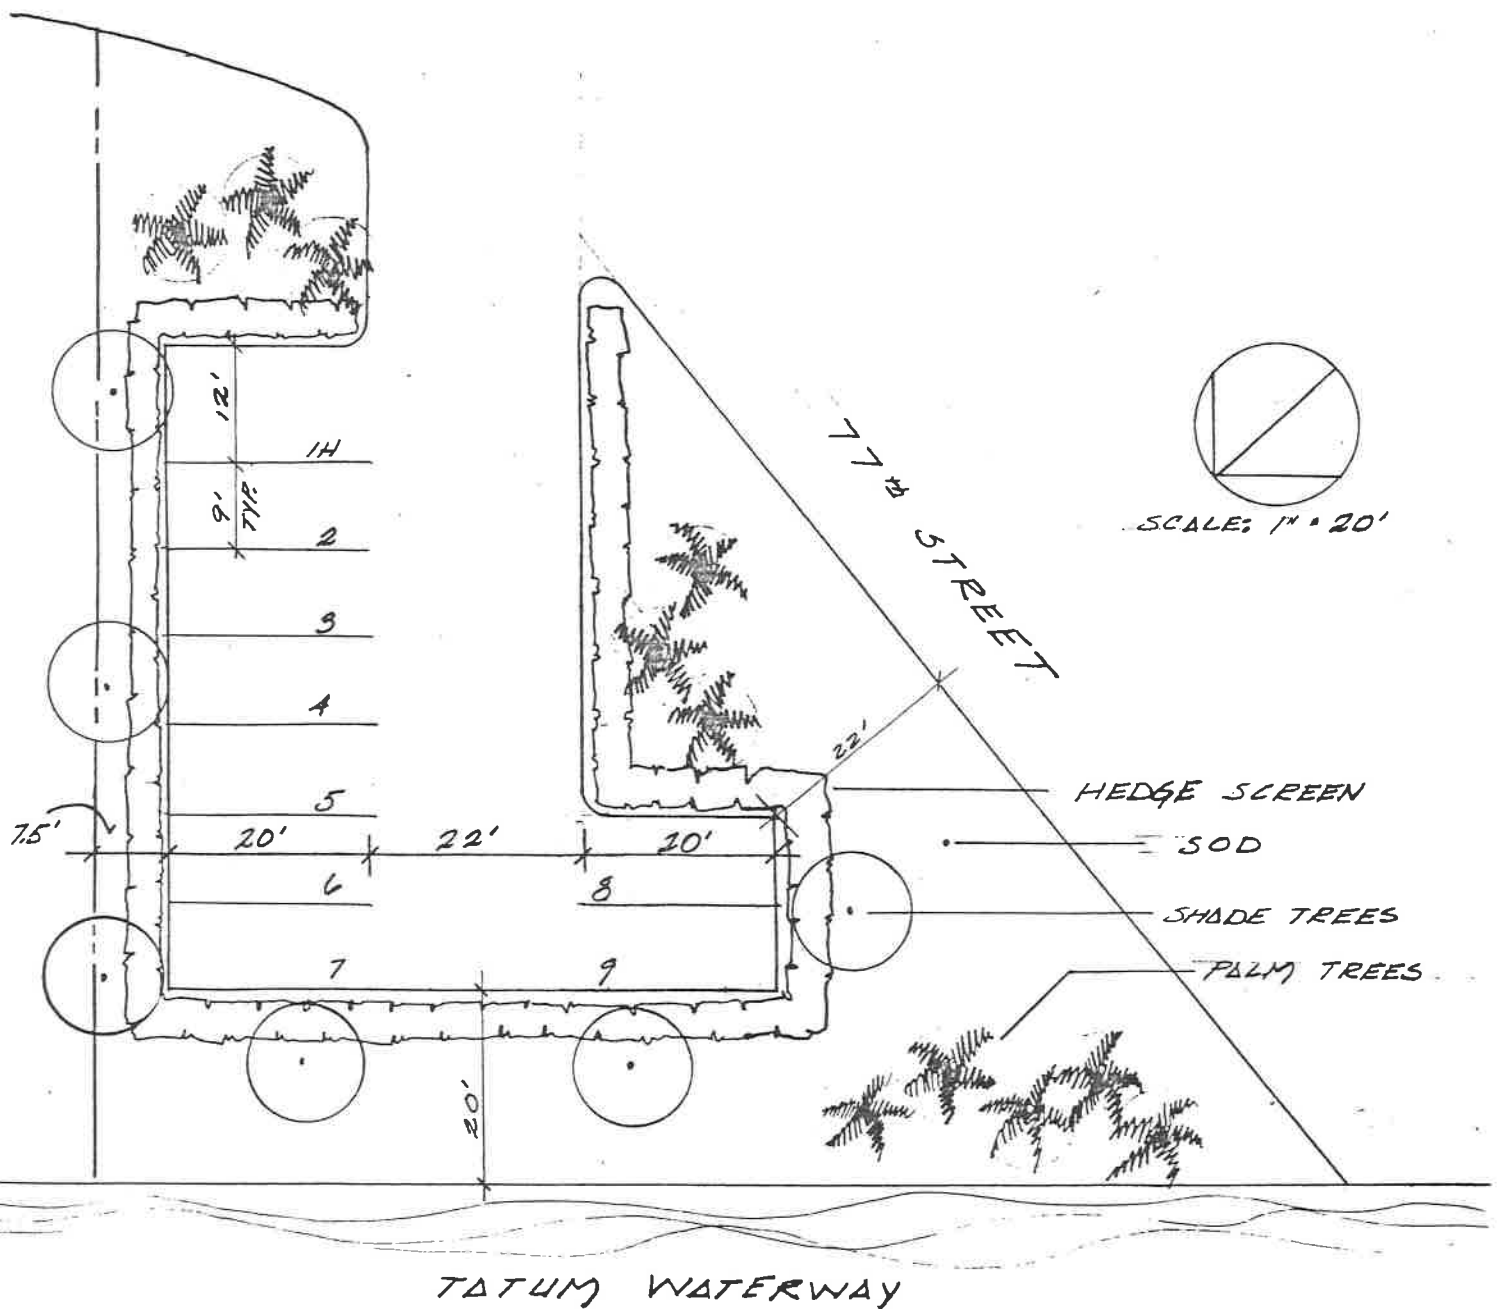 12'
1H
9'
TYP.
2
3
4
5
6
7
8
9
7.5'
20'
22'
20'
20'
22'
77th STREET
SCALE: 1" = 20'
HEDGE SCREEN
SOD
SHADE TREES
PALM TREES
TATUM WATERWAY